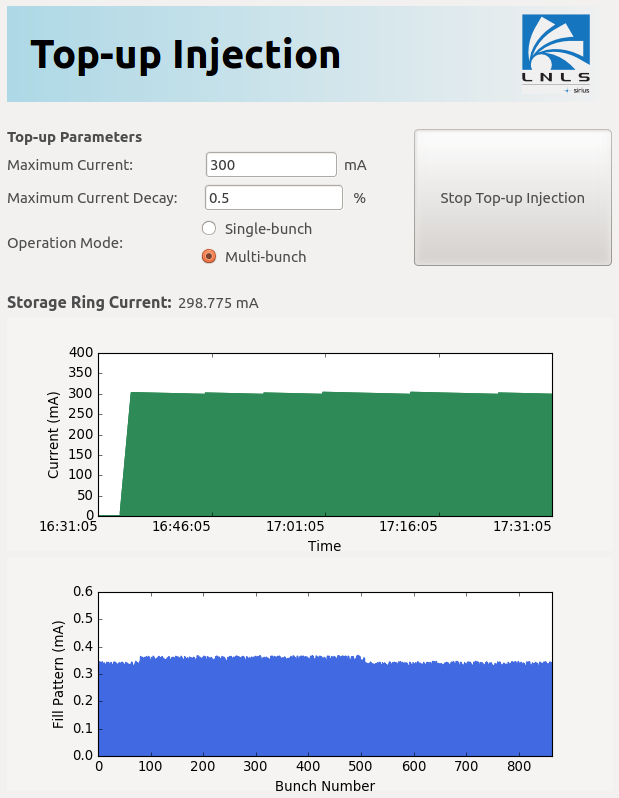 Top-up Injection
LNLS
sirius
Top-up Parameters
Maximum Current: 300 mA
Maximum Current Decay: 0.5 %
Stop Top-up Injection
Operation Mode:
Single-bunch
Multi-bunch
Storage Ring Current: 298.775 mA
400
350
300
250
200
150
100
50
0
Current (mA)
16:31:05 16:46:05 17:01:05 17:16:05 17:31:05
Time
0.6
0.5
0.4
0.3
0.2
0.1
0.0
Fill Pattern (mA)
0 100 200 300 400 500 600 700 800
Bunch Number